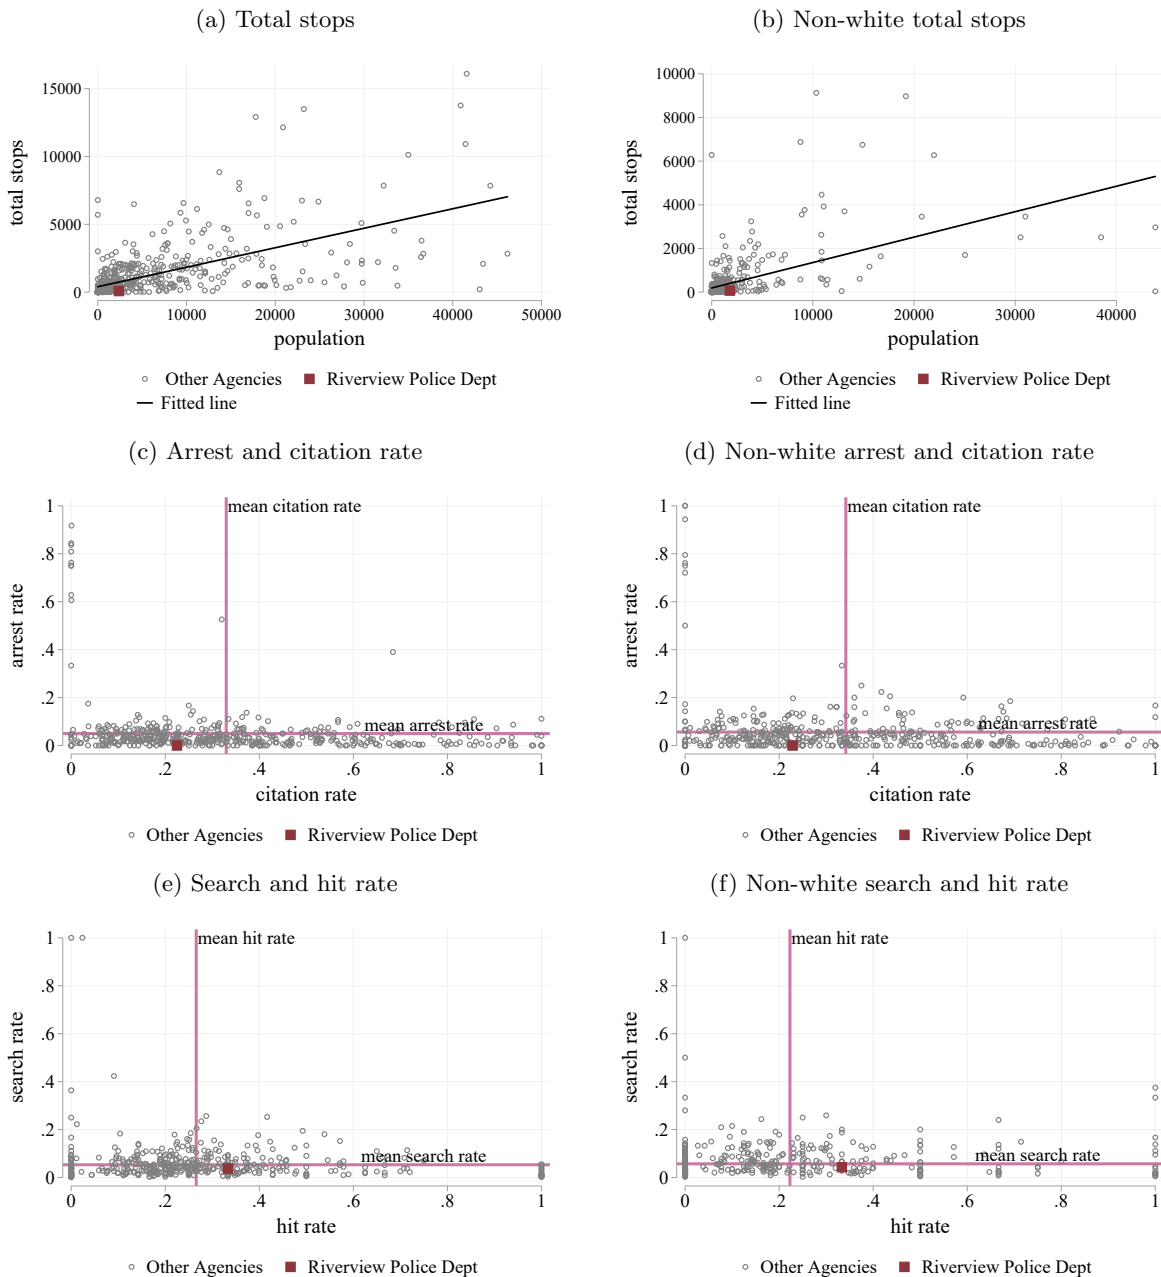 (a) Total stops
(b) Non-white total stops
total stops
15000
10000
5000
0
0 10000 20000 30000 40000 50000
population
Other Agencies Riverview Police Dept
Fitted line
total stops
10000
8000
6000
4000
2000
0
0 10000 20000 30000 40000
population
Other Agencies Riverview Police Dept
Fitted line
(c) Arrest and citation rate
(d) Non-white arrest and citation rate
arrest rate
1
.8
.6
.4
.2
0
mean citation rate
mean arrest rate
0 .2 .4 .6 .8 1
citation rate
Other Agencies Riverview Police Dept
arrest rate
1
.8
.6
.4
.2
0
mean citation rate
mean arrest rate
0 .2 .4 .6 .8 1
citation rate
Other Agencies Riverview Police Dept
(e) Search and hit rate
(f) Non-white search and hit rate
search rate
1
.8
.6
.4
.2
0
mean hit rate
mean search rate
0 .2 .4 .6 .8 1
hit rate
Other Agencies Riverview Police Dept
search rate
1
.8
.6
.4
.2
0
mean hit rate
mean search rate
0 .2 .4 .6 .8 1
hit rate
Other Agencies Riverview Police Dept